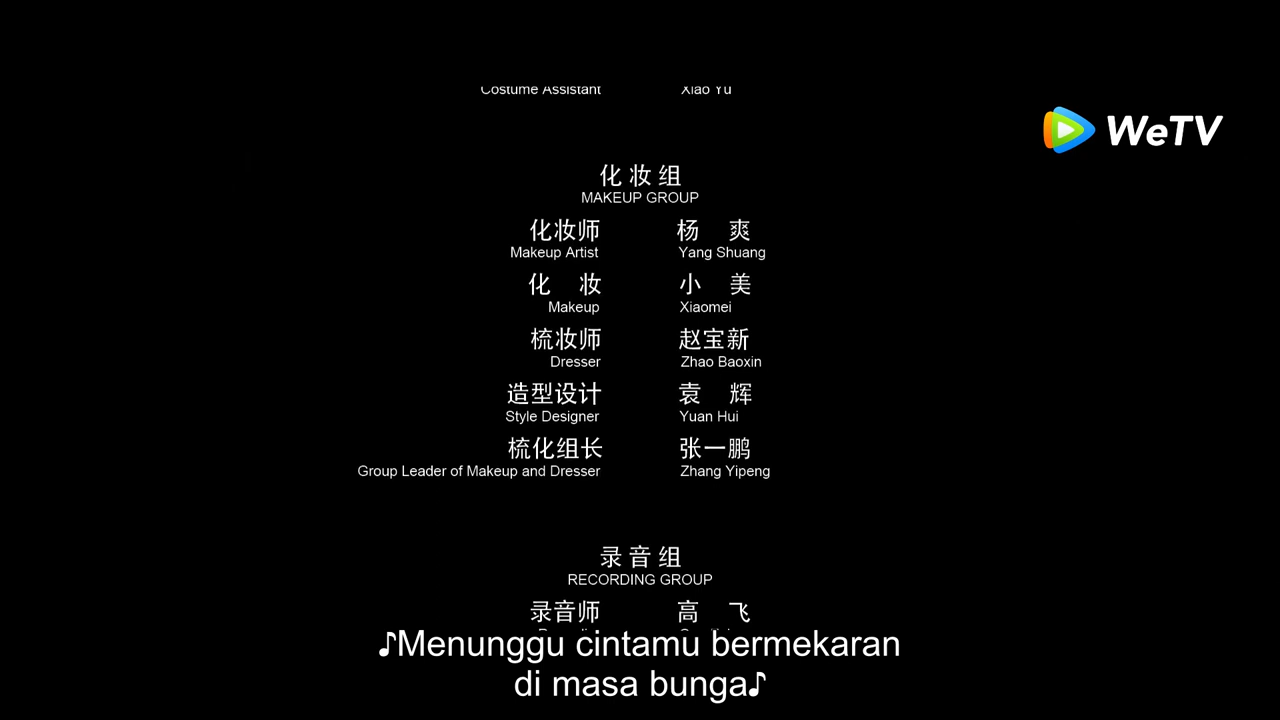 Costume Assistant Xiao Yu
WeTV
化妆组
MAKEUP GROUP
化妆师 杨 爽
Makeup Artist Yang Shuang
化 妆 小 美
Makeup Xiaomei
梳妆师 赵宝新
Dresser Zhao Baoxin
造型设计 袁 辉
Style Designer Yuan Hui
梳化组长 张一鹏
Group Leader of Makeup and Dresser Zhang Yipeng
录音组
RECORDING GROUP
录音师 高 飞
♪Menunggu cintamu bermekaran
di masa bunga♪